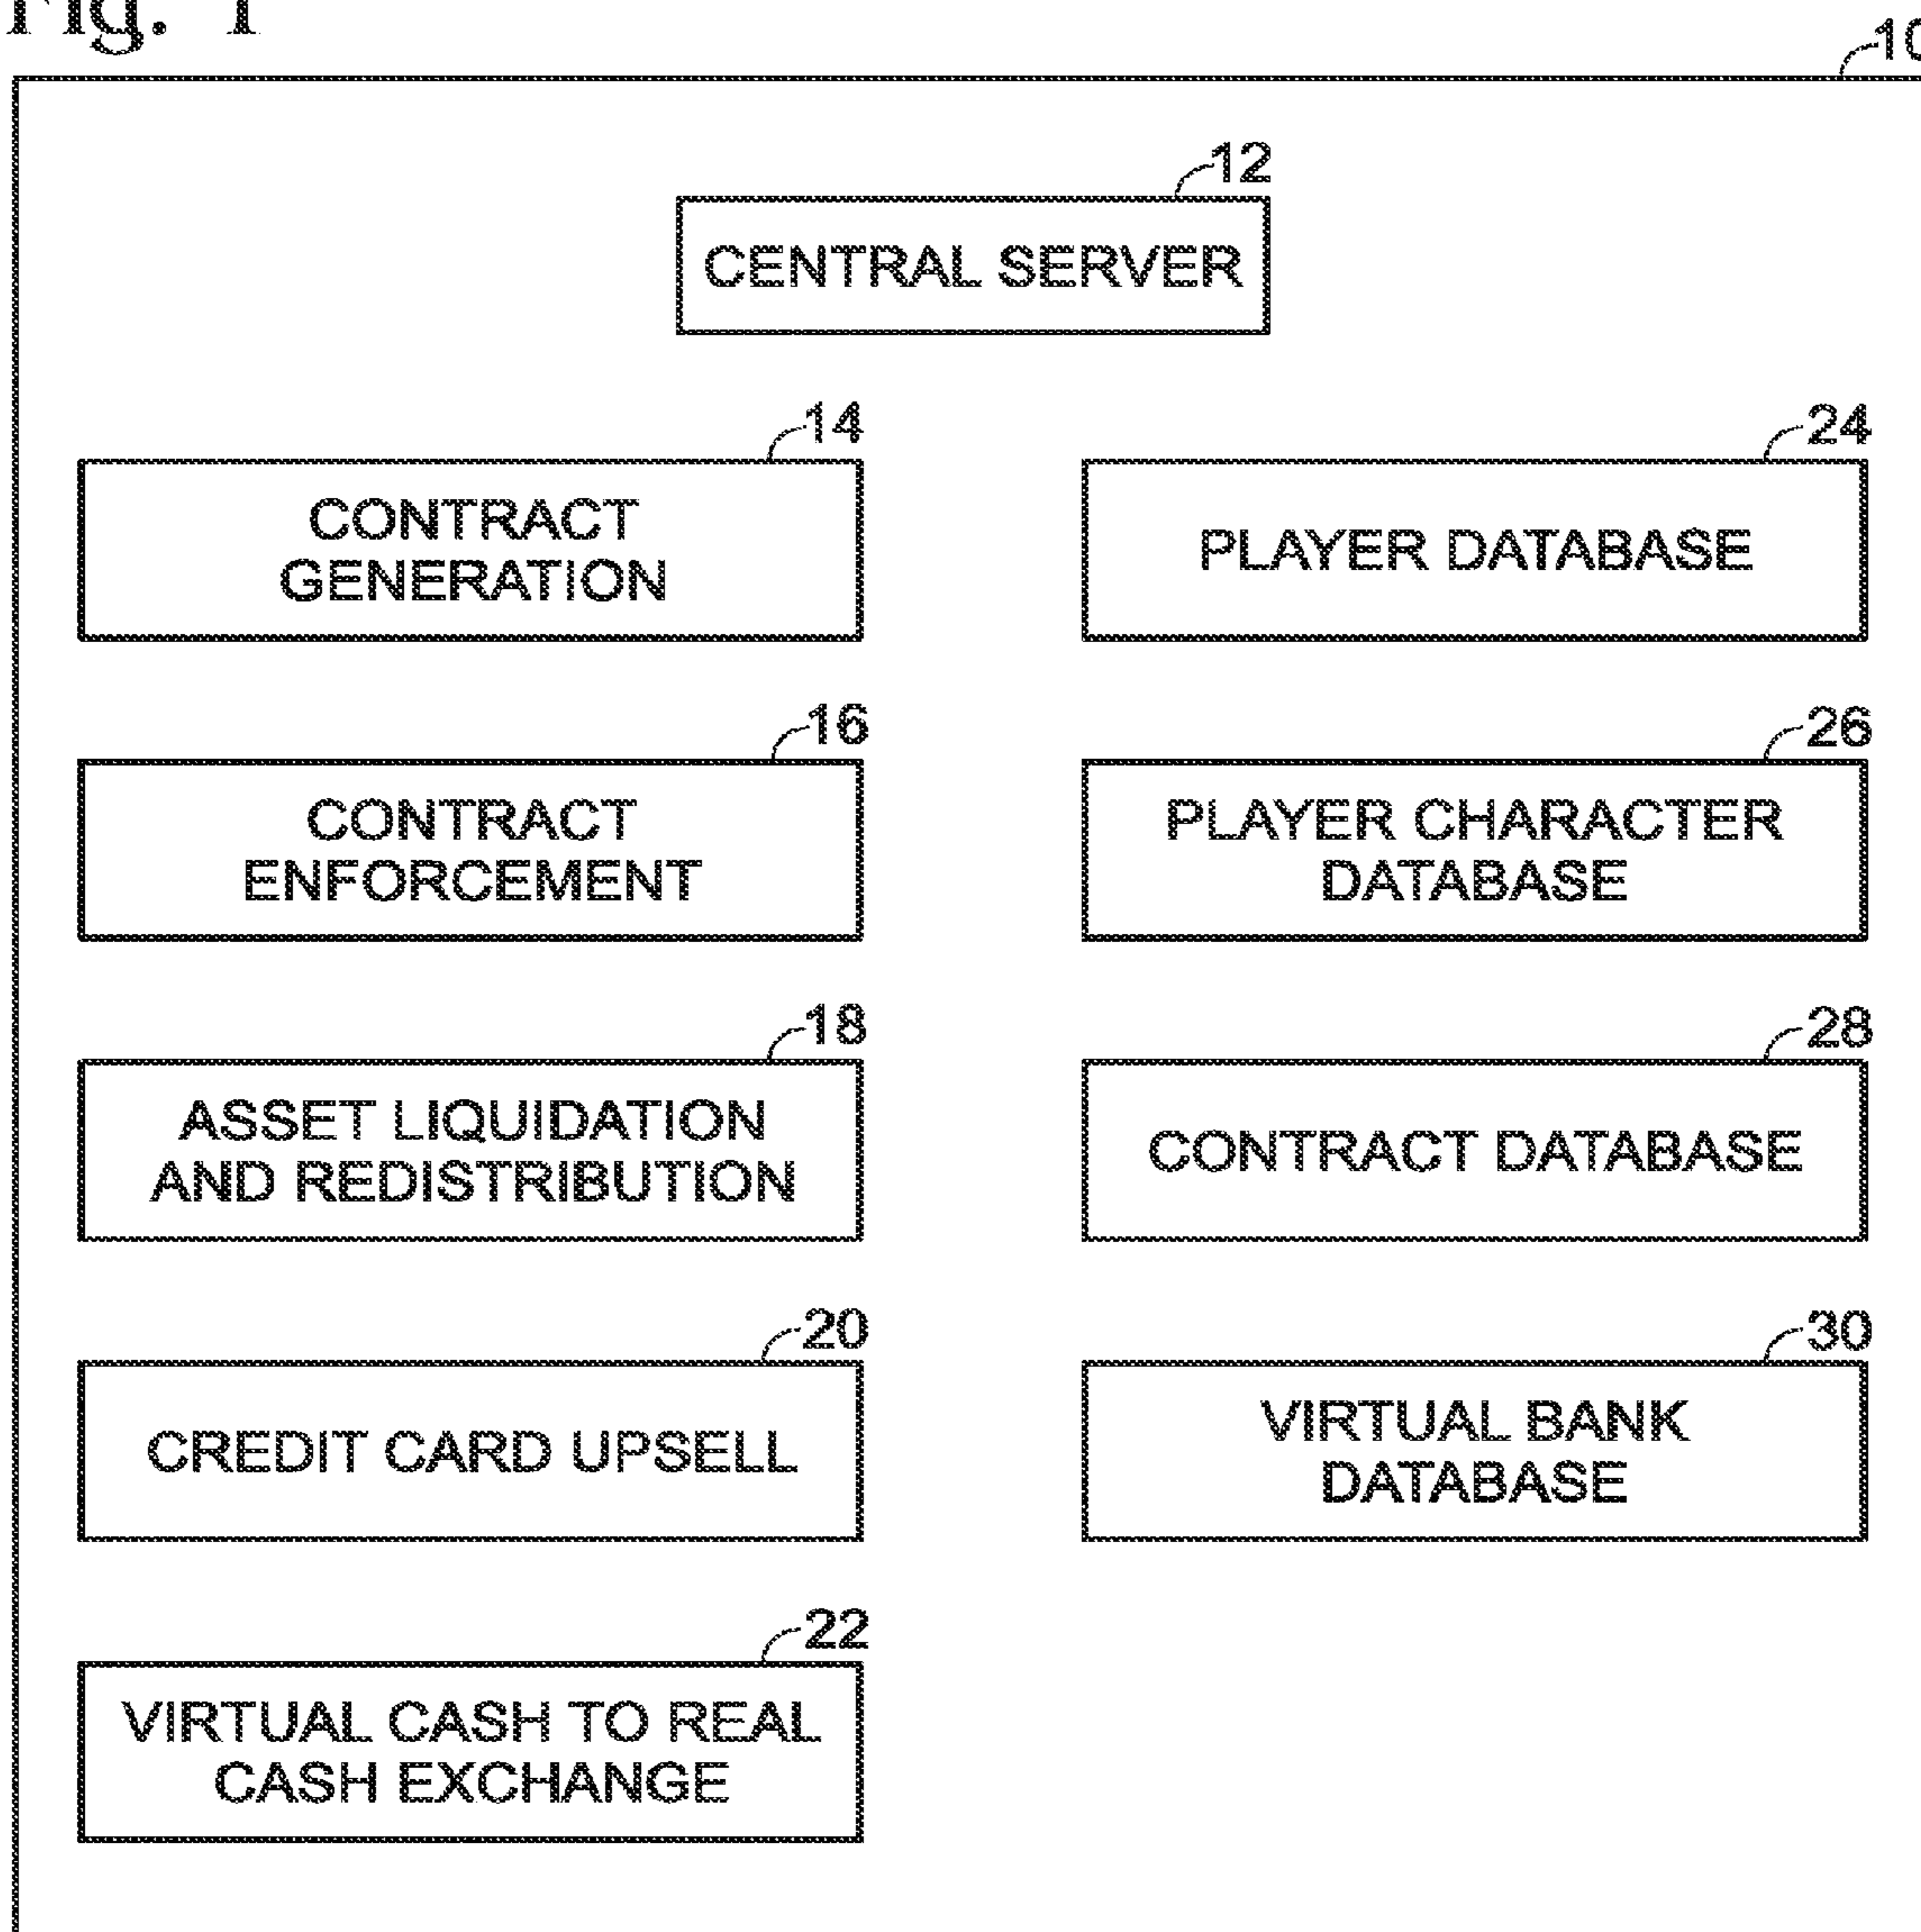 Fig. 1
10
12
CENTRAL SERVER
14
CONTRACT
GENERATION
24
PLAYER DATABASE
16
CONTRACT
ENFORCEMENT
26
PLAYER CHARACTER
DATABASE
18
ASSET LIQUIDATION
AND REDISTRIBUTION
28
CONTRACT DATABASE
20
CREDIT CARD UPSELL
30
VIRTUAL BANK
DATABASE
22
VIRTUAL CASH TO REAL
CASH EXCHANGE